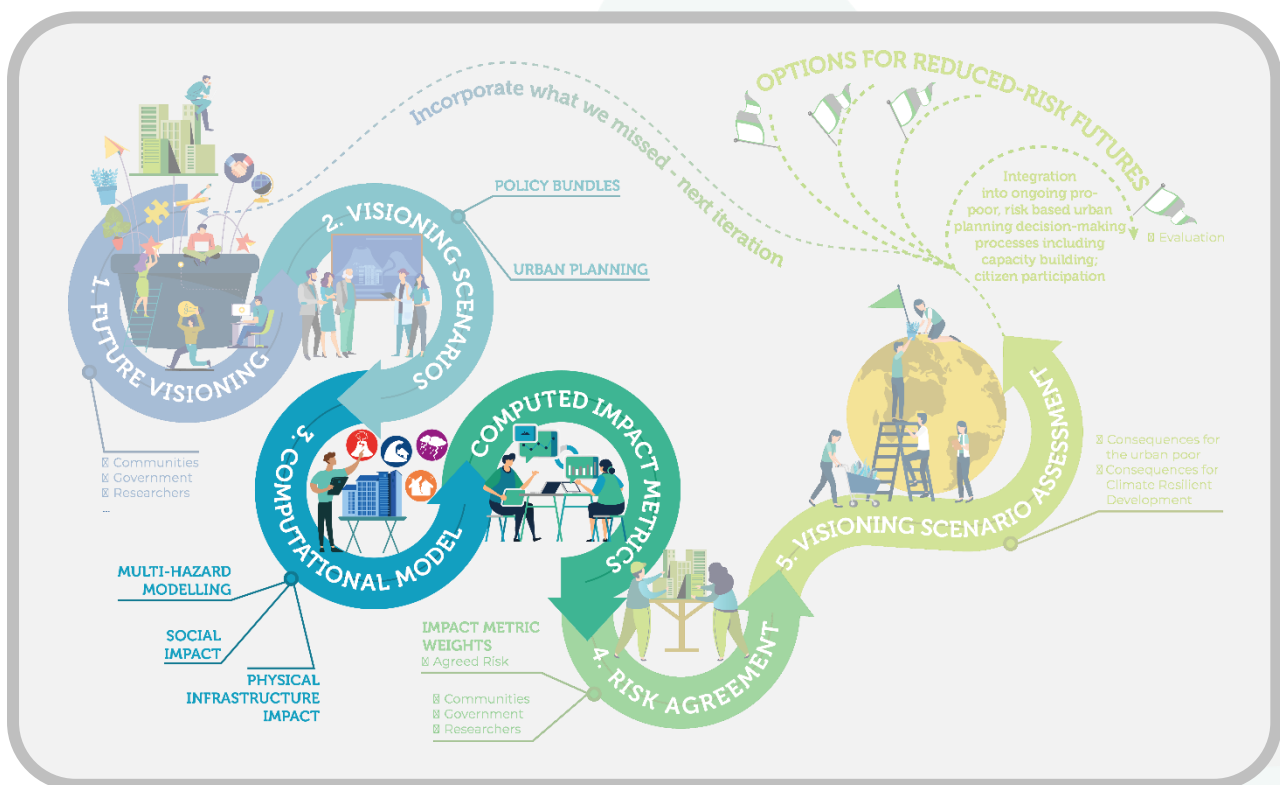 1. FUTURE VISIONING
Communities
Government
Researchers
...
2. VISIONING SCENARIOS
POLICY BUNDLES
URBAN PLANNING
Incorporate what we missed - next iteration
3. COMPUTATIONAL MODEL
MULTI-HAZARD
MODELLING
SOCIAL
IMPACT
PHYSICAL
INFRASTRUCTURE
IMPACT
COMPUTED IMPACT METRICS
4. RISK AGREEMENT
IMPACT METRIC
WEIGHTS
Agreed Risk
Communities
Government
Researchers
5. VISIONING SCENARIO ASSESSMENT
Consequences for
the urban poor
Consequences for
Climate Resilient
Development
OPTIONS FOR REDUCED-RISK FUTURES
Integration
into ongoing pro-
poor, risk based urban
planning decision-making
processes including
capacity building;
citizen participation
Evaluation